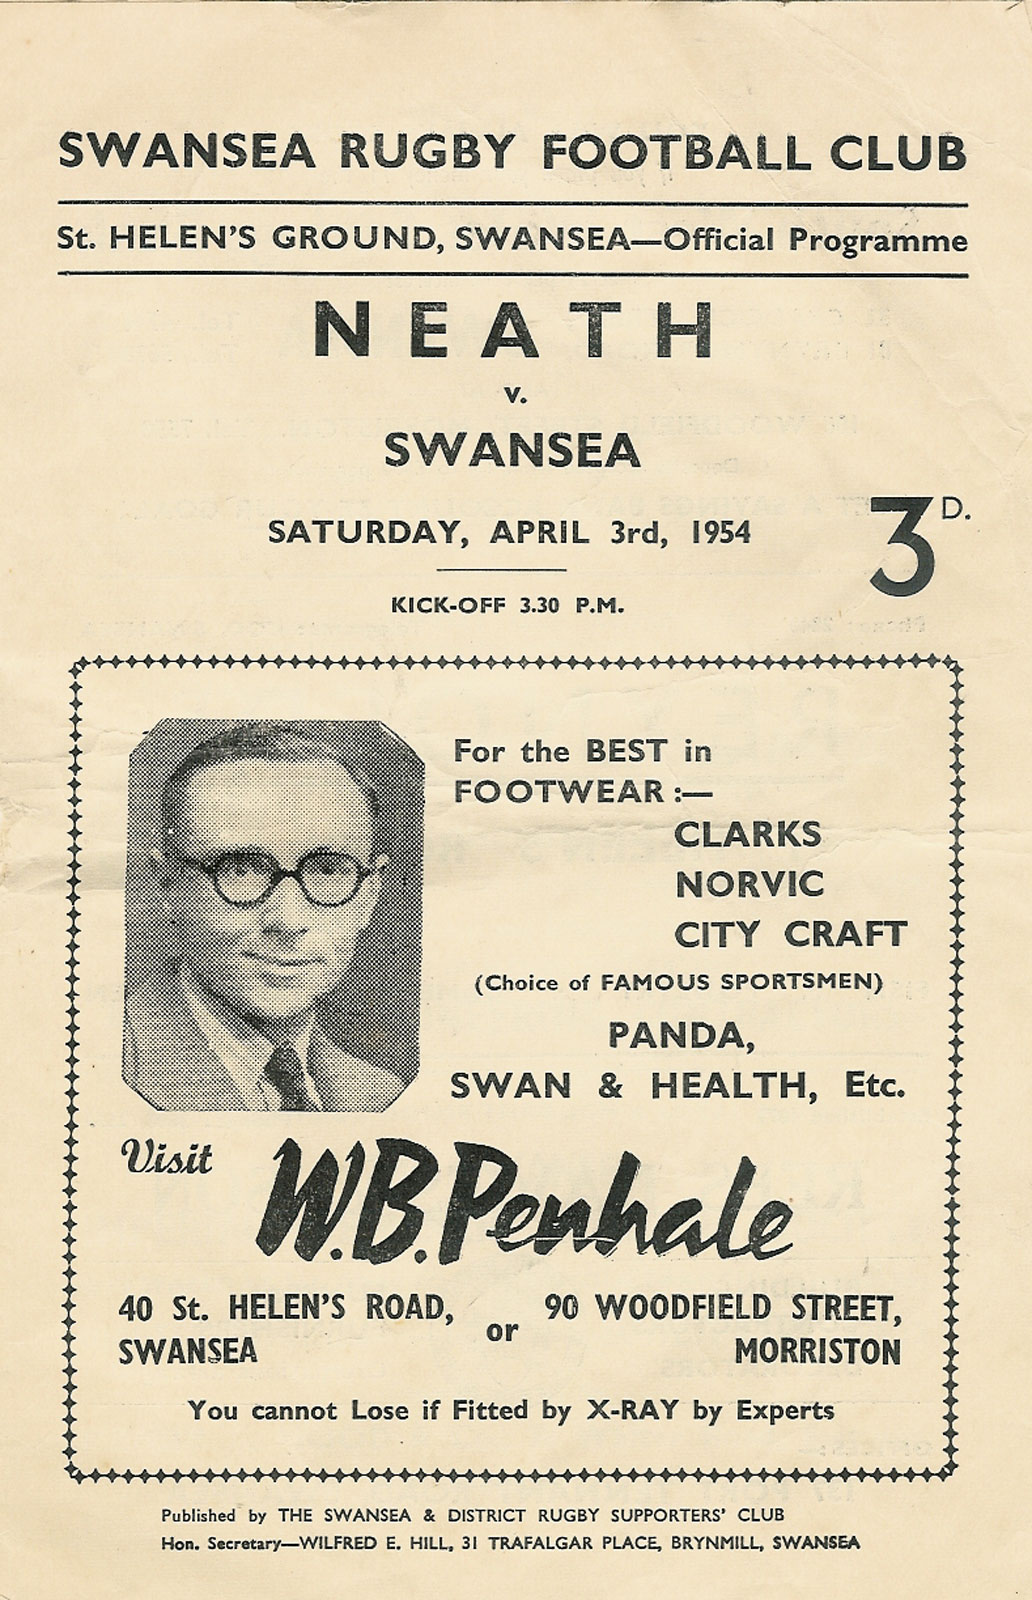 SWANSEA RUGBY FOOTBALL CLUB
St. HELEN'S GROUND, SWANSEA—Official Programme
NEATH
v.
SWANSEA
SATURDAY, APRIL 3rd, 1954
3D.
KICK-OFF 3.30 P.M.
For the BEST in
FOOTWEAR :—
CLARKS
NORVIC
CITY CRAFT
(Choice of FAMOUS SPORTSMEN)
PANDA,
SWAN & HEALTH, Etc.
Visit W.B. Penhale
40 St. HELEN'S ROAD,
SWANSEA
or
90 WOODFIELD STREET,
MORRISTON
You cannot Lose if Fitted by X-RAY by Experts
Published by THE SWANSEA & DISTRICT RUGBY SUPPORTERS' CLUB
Hon. Secretary—WILFRED E. HILL, 31 TRAFALGAR PLACE, BRYNMILL, SWANSEA